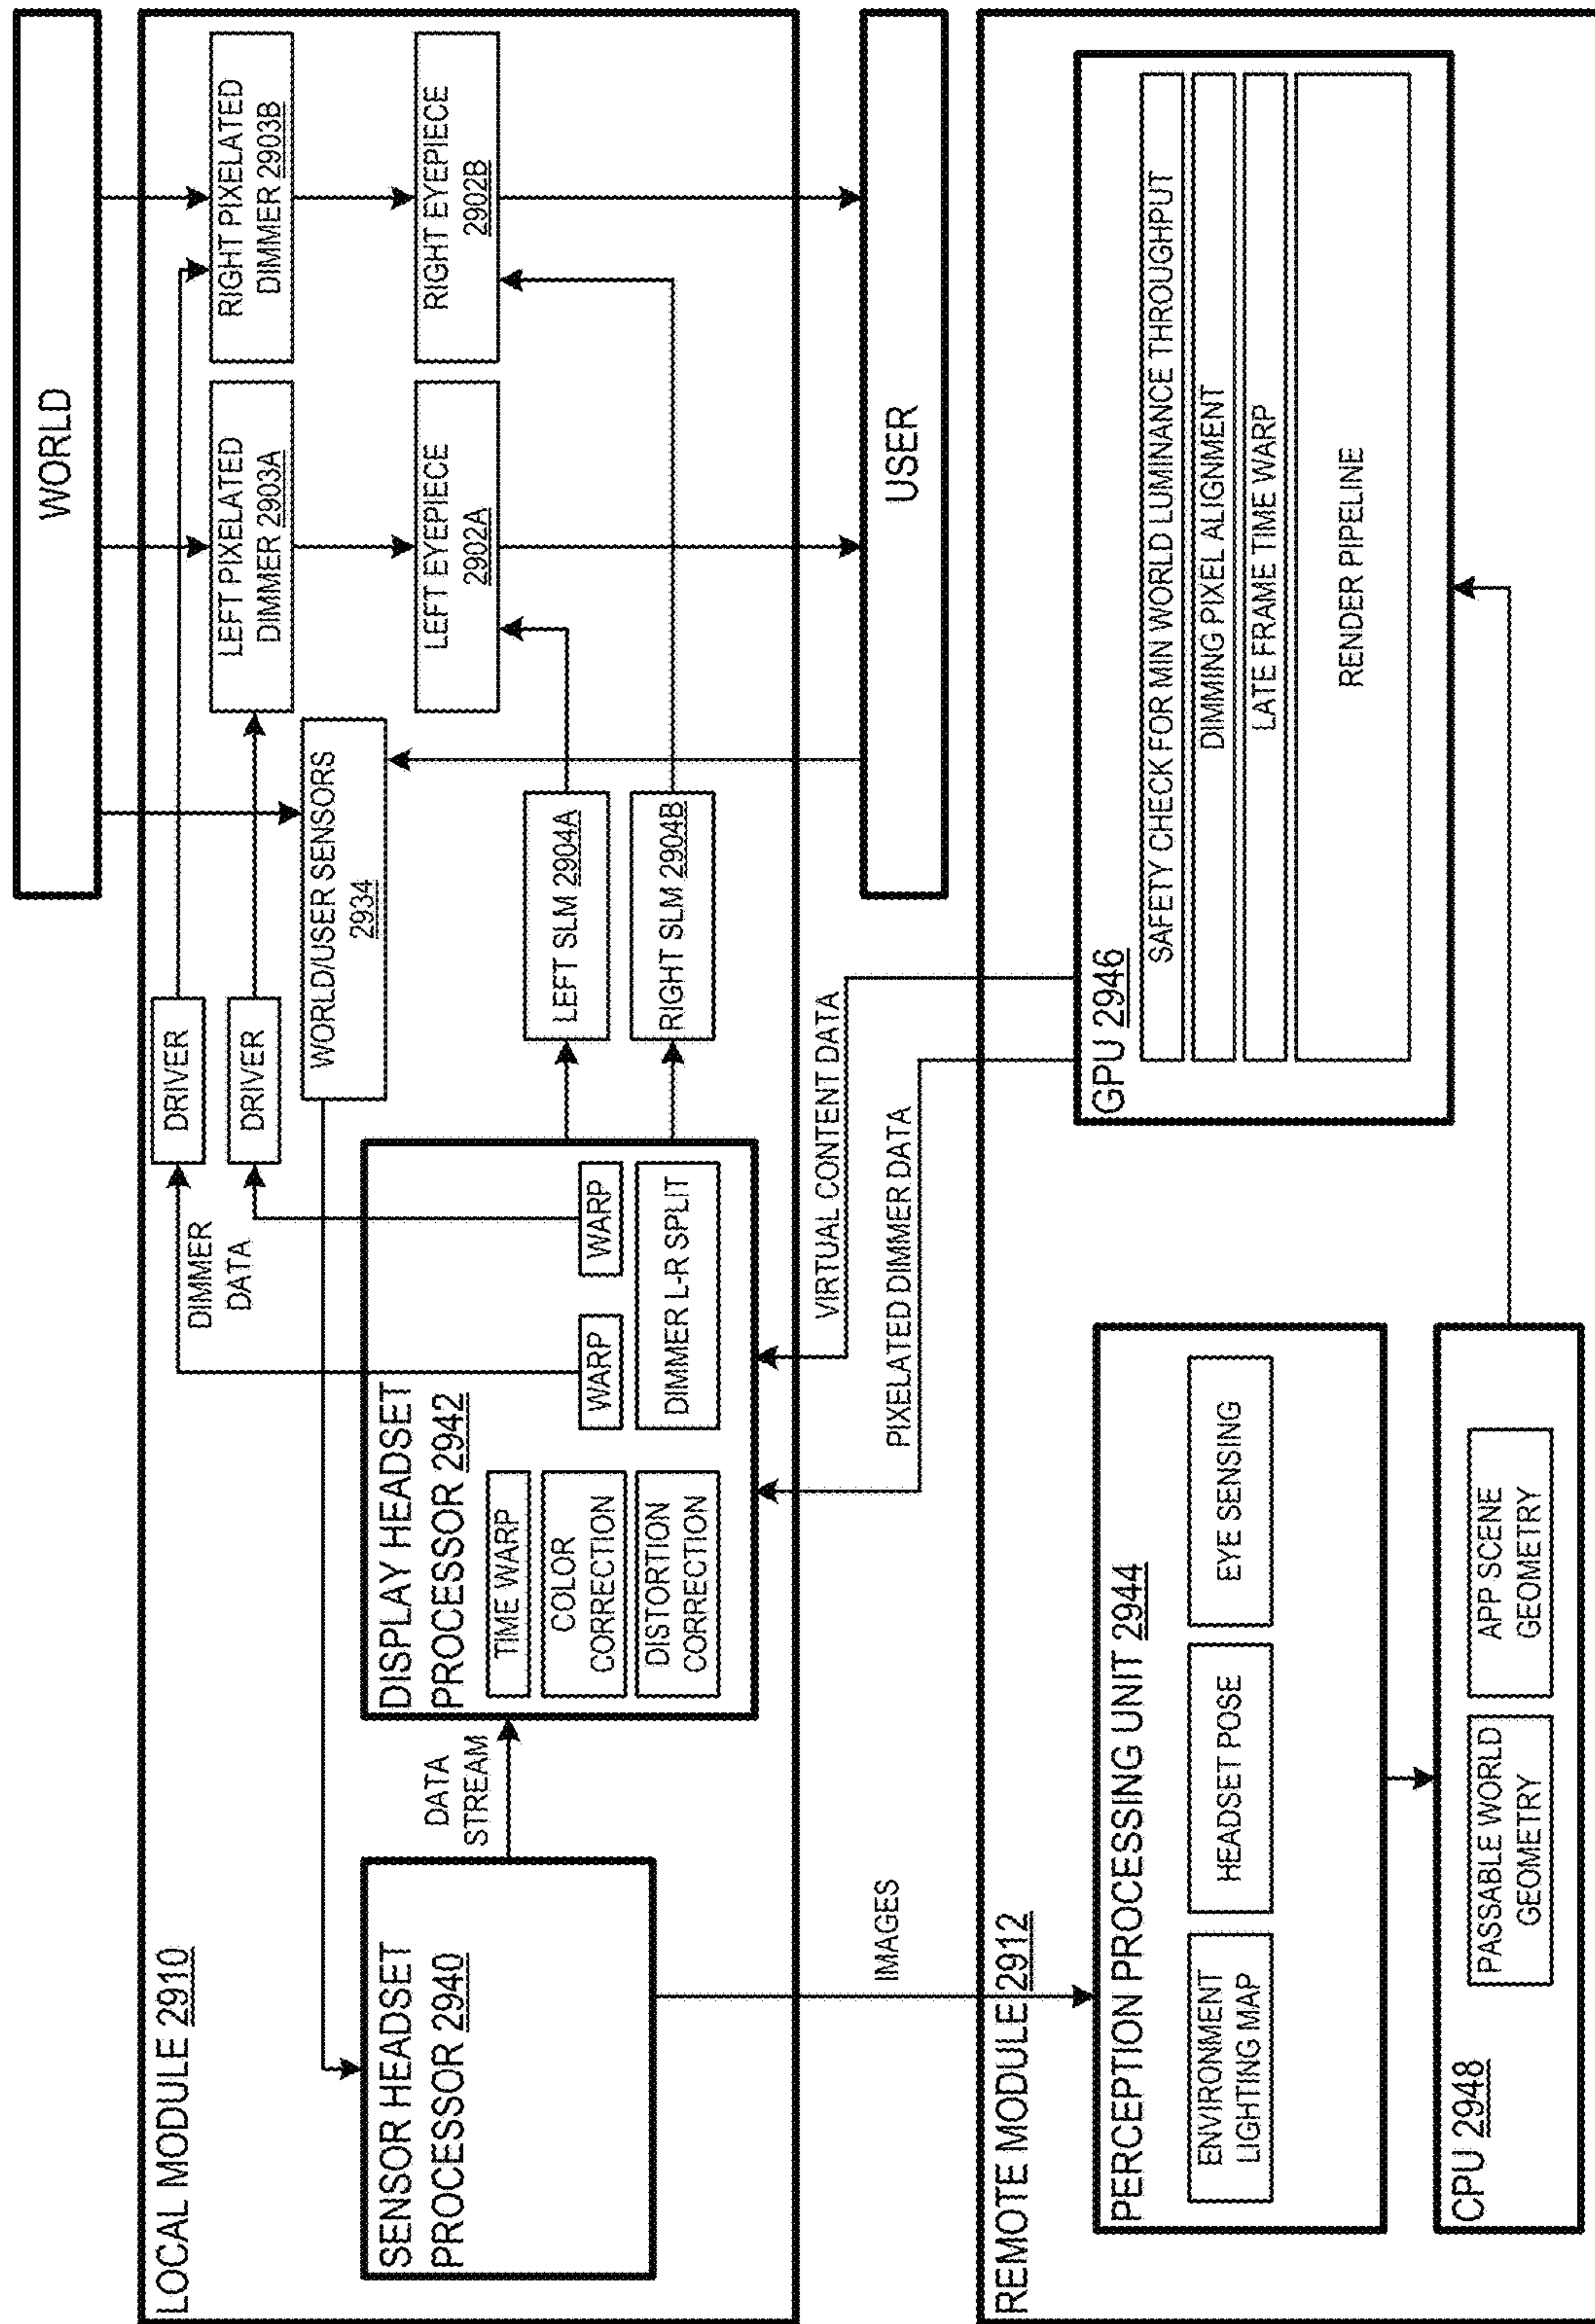 WORLD
LOCAL MODULE 2910
DIMMER
DATA
DRIVER
DRIVER
LEFT PIXELATED
DIMMER 2903A
RIGHT PIXELATED
DIMMER 2903B
WORLD/USER SENSORS
2934
SENSOR HEADSET
PROCESSOR 2940
DATA
STREAM
DISPLAY HEADSET
PROCESSOR 2942
TIME WARP
COLOR
CORRECTION
DISTORTION
CORRECTION
WARP
WARP
DIMMER L-R SPLIT
LEFT SLM 2904A
RIGHT SLM 2904B
LEFT EYEPIECE
2902A
RIGHT EYEPIECE
2902B
IMAGES
VIRTUAL CONTENT DATA
PIXELATED DIMMER DATA
USER
REMOTE MODULE 2912
PERCEPTION PROCESSING UNIT 2944
ENVIRONMENT
LIGHTING MAP
HEADSET POSE
EYE SENSING
GPU 2946
SAFETY CHECK FOR MIN WORLD LUMINANCE THROUGHPUT
DIMMING PIXEL ALIGNMENT
LATE FRAME TIME WARP
RENDER PIPELINE
CPU 2948
PASSABLE WORLD
GEOMETRY
APP SCENE
GEOMETRY